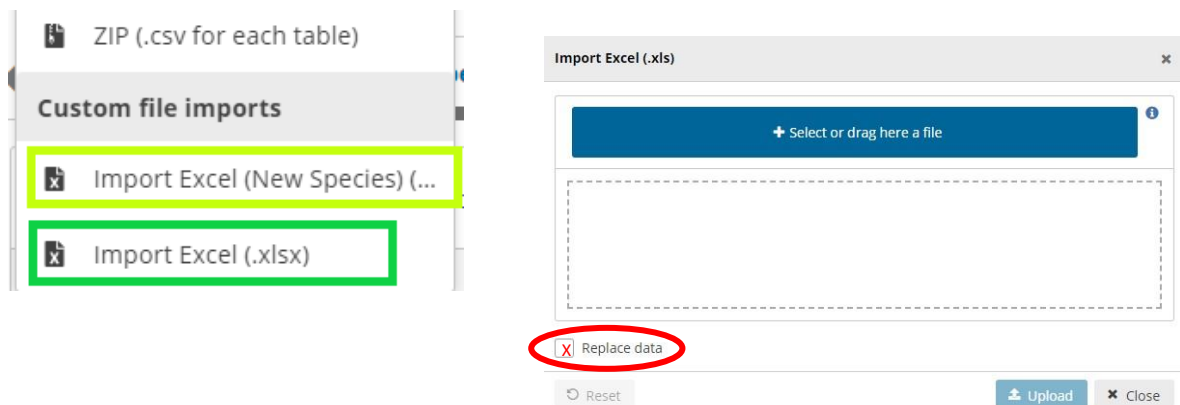 ZIP (.csv for each table)
Custom file imports
Import Excel (New Species) (...
Import Excel (.xlsx)
Import Excel (.xls)
Select or drag here a file
X Replace data
Reset
Upload
Close